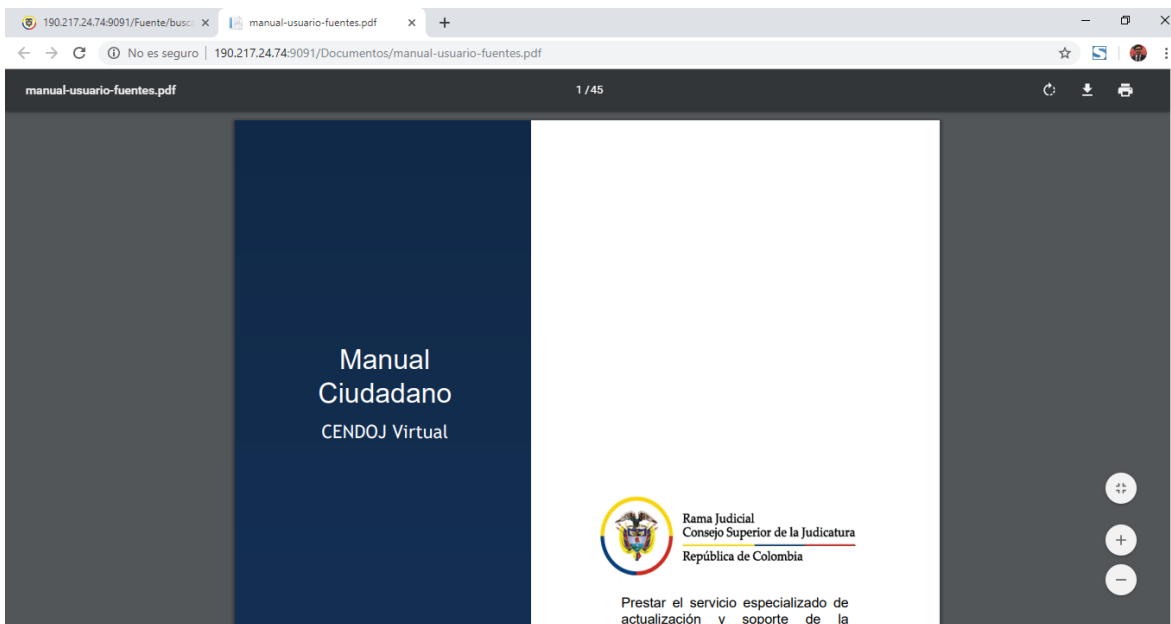 190.217.24.74:9091/Fuente/busca
manual-usuario-fuentes.pdf
No es seguro | 190.217.24.74:9091/Documentos/manual-usuario-fuentes.pdf
manual-usuario-fuentes.pdf
1 / 45
Manual
Ciudadano
CENDOJ Virtual
Rama Judicial
Consejo Superior de la Judicatura
República de Colombia
Prestar el servicio especializado de
actualización y soporte de la